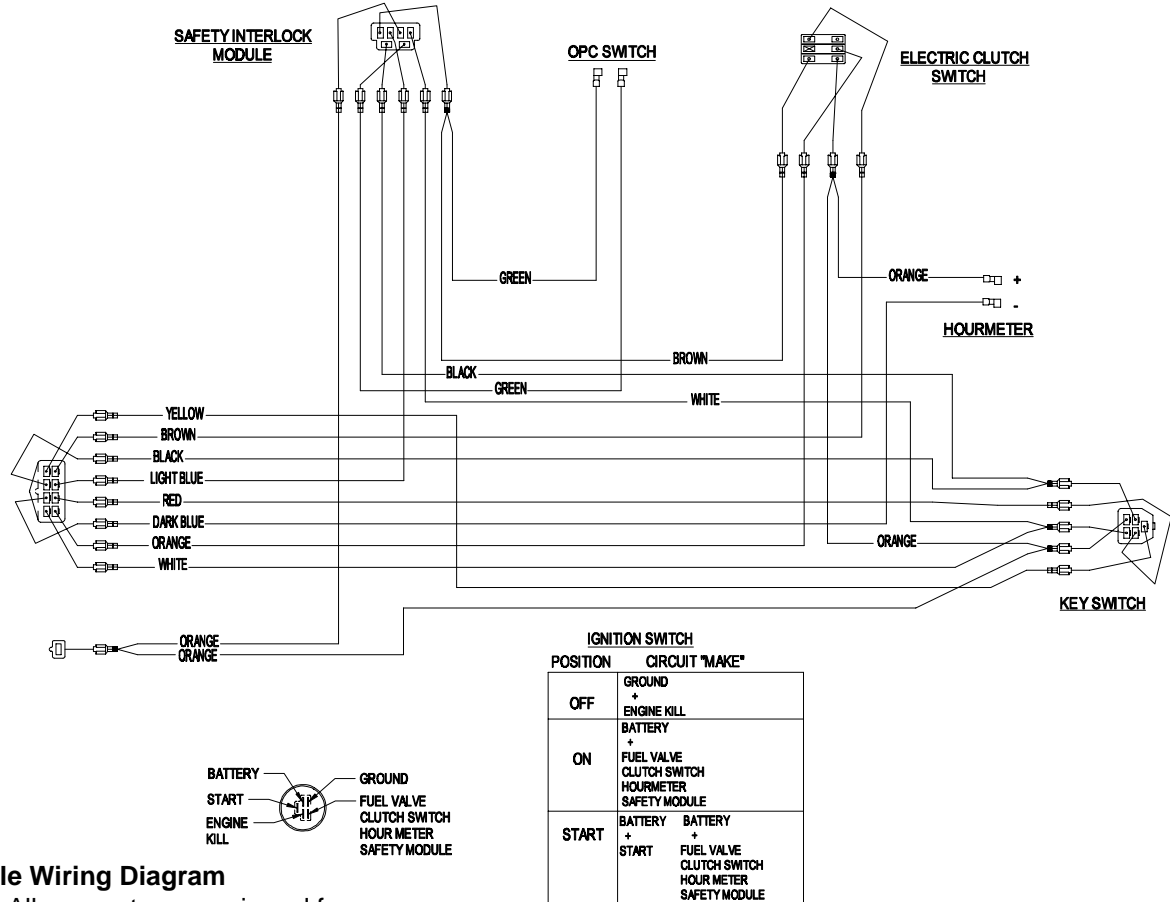 SAFETY INTERLOCK
MODULE
OPC SWITCH
ELECTRIC CLUTCH
SWITCH
GREEN
ORANGE
+
-
HOURMETER
BROWN
BLACK
GREEN
WHITE
YELLOW
BROWN
BLACK
LIGHT BLUE
RED
DARK BLUE
ORANGE
WHITE
ORANGE
KEY SWITCH
ORANGE
ORANGE
IGNITION SWITCH
POSITION CIRCUIT "MAKE"
OFF
GROUND
+
ENGINE KILL
ON
BATTERY
+
FUEL VALVE
CLUTCH SWITCH
HOURMETER
SAFETY MODULE
START
BATTERY
+
START
BATTERY
+
FUEL VALVE
CLUTCH SWITCH
HOUR METER
SAFETY MODULE
BATTERY
START
ENGINE
KILL
GROUND
FUEL VALVE
CLUTCH SWITCH
HOUR METER
SAFETY MODULE
le Wiring Diagram